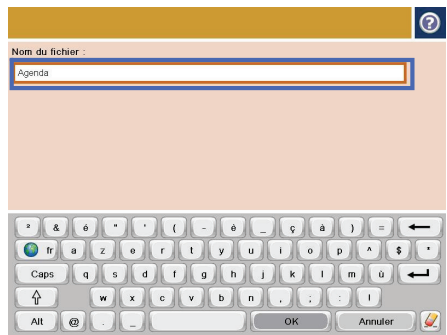 ?
Nom du fichier :
Agenda
² & é " ' ( - è _ ç à ) =
fr a z e r t y u i o p ^ $ *
Caps q s d f g h j k l m ù
w x c v b n , ; : !
Alt @ . _ OK Annuler